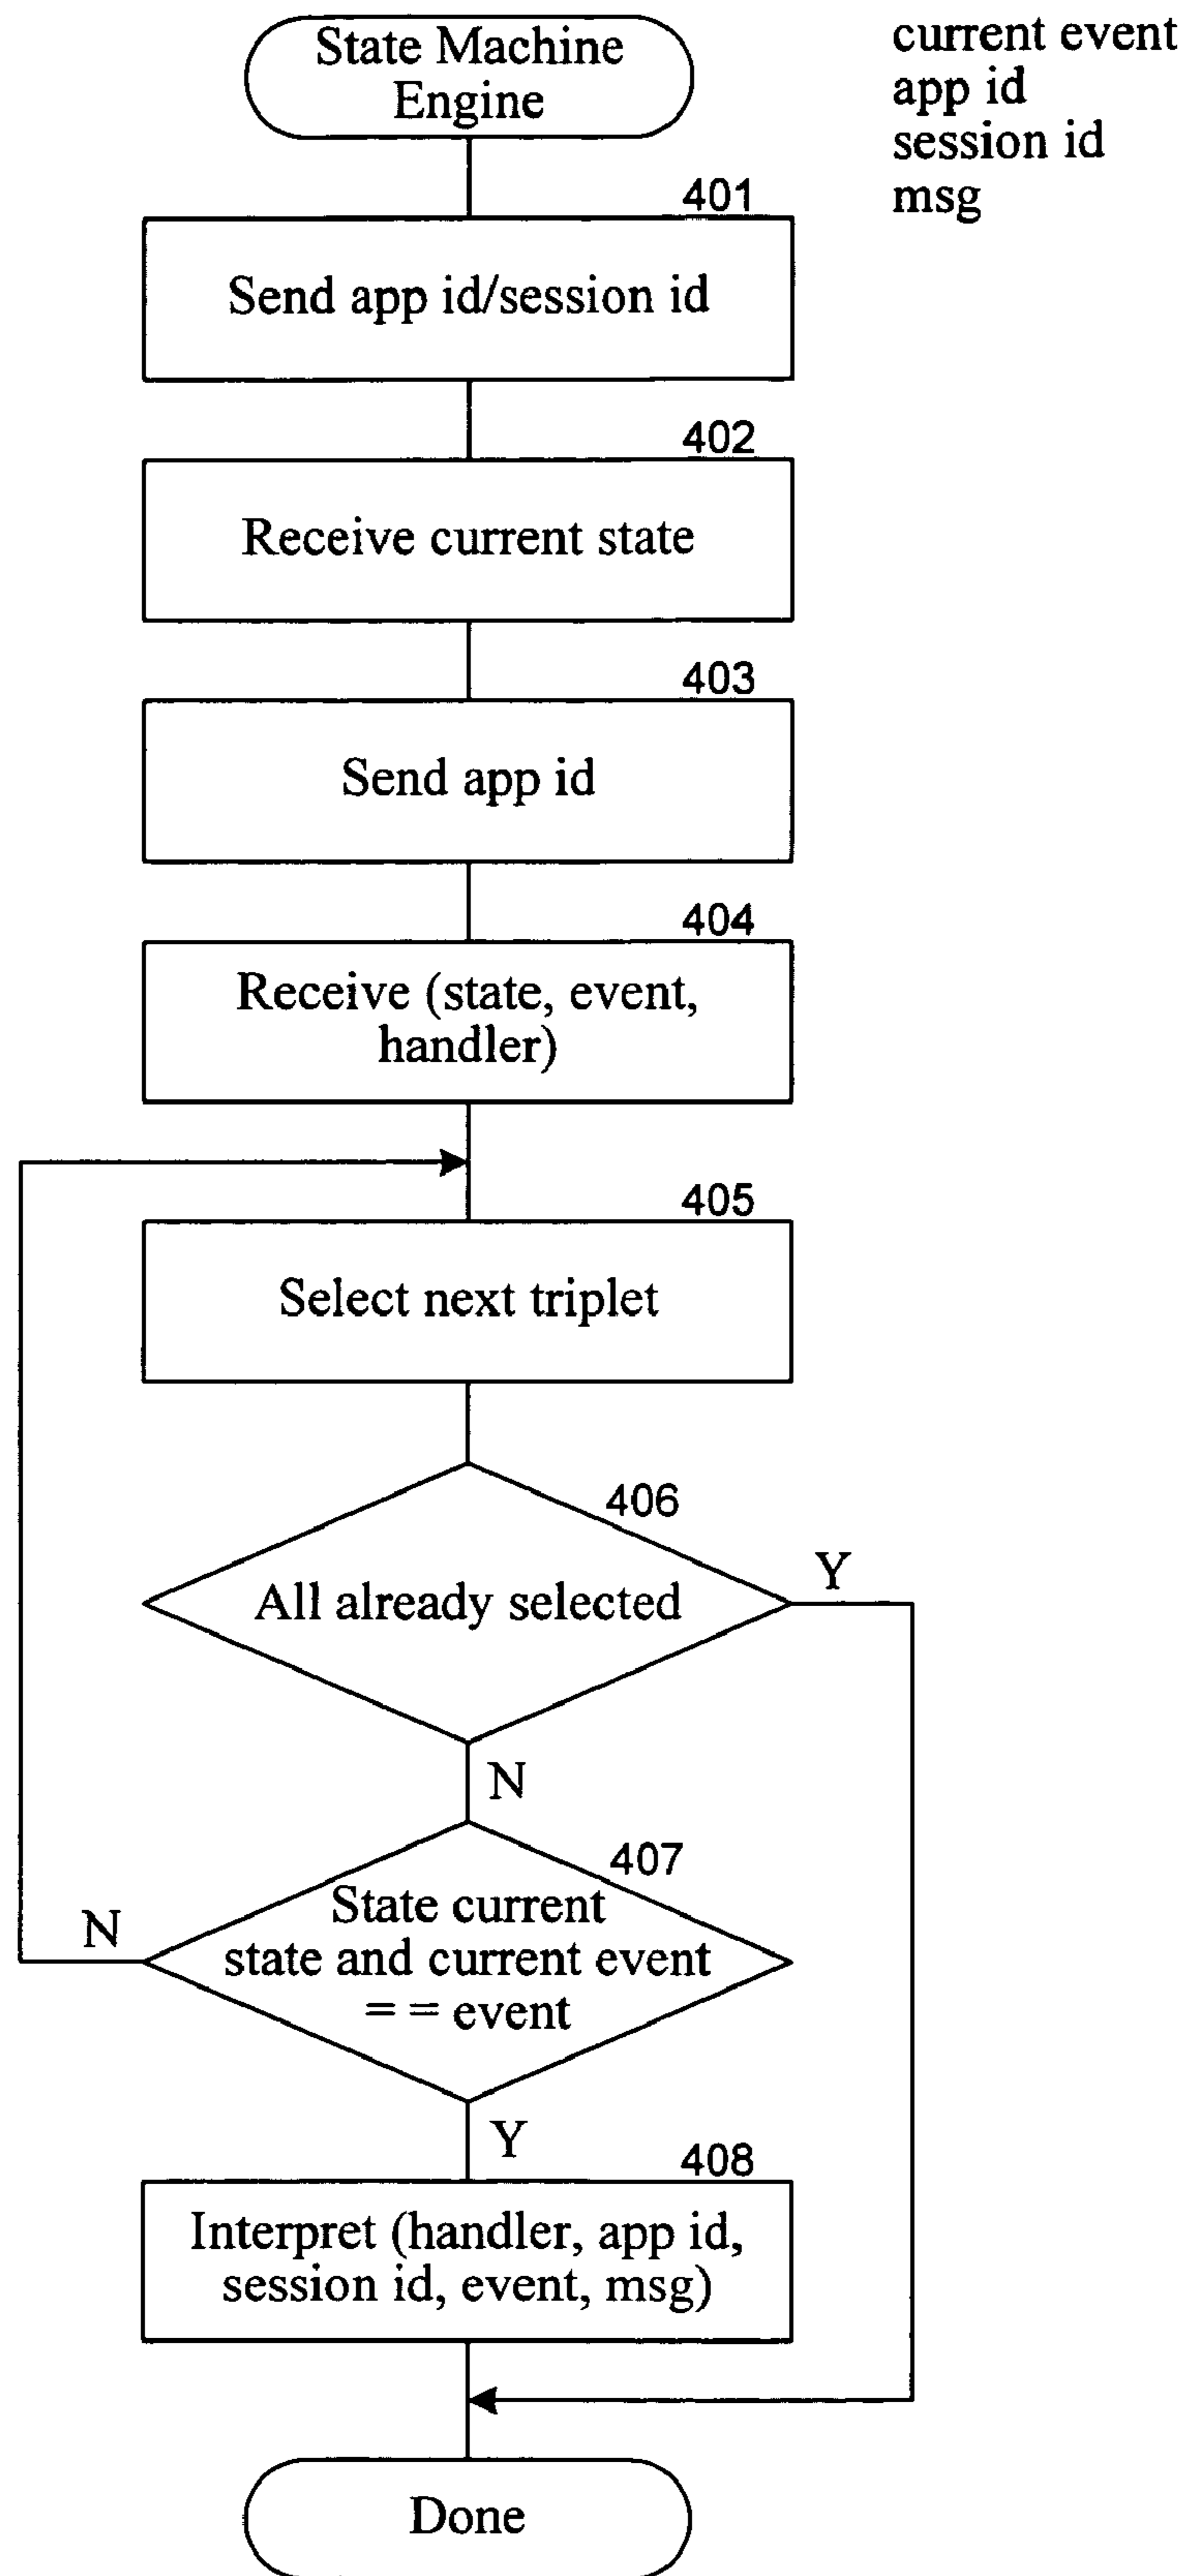 State Machine
Engine
current event
app id
session id
msg
401
Send app id/session id
402
Receive current state
403
Send app id
404
Receive (state, event,
handler)
405
Select next triplet
406
All already selected
Y
N
407
State current
state and current event
= = event
N
Y
408
Interpret (handler, app id,
session id, event, msg)
Done